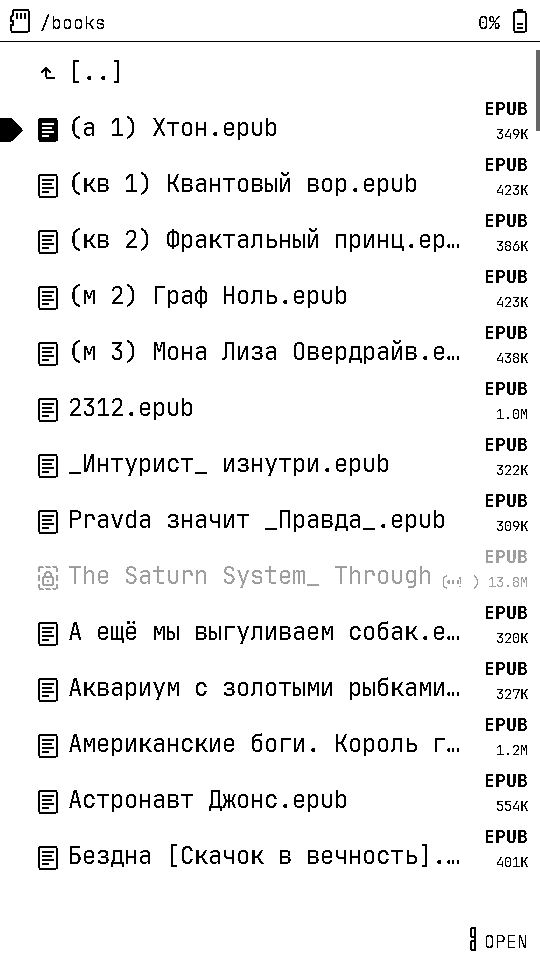 /books 0%
[..]
(а 1) Хтон.epub EPUB 349K
(кв 1) Квантовый вор.epub EPUB 423K
(кв 2) Фрактальный принц.ep… EPUB 386K
(м 2) Граф Ноль.epub EPUB 423K
(м 3) Мона Лиза Овердрайв.e… EPUB 438K
2312.epub EPUB 1.0M
_Интурист_ изнутри.epub EPUB 322K
Pravda значит _Правда_.epub EPUB 309K
The Saturn System_ Through EPUB 13.8M
А ещё мы выгуливаем собак.e… EPUB 320K
Аквариум с золотыми рыбками… EPUB 327K
Американские боги. Король г… EPUB 1.2M
Астронавт Джонс.epub EPUB 554K
Бездна [Скачок в вечность].… EPUB 401K
OPEN